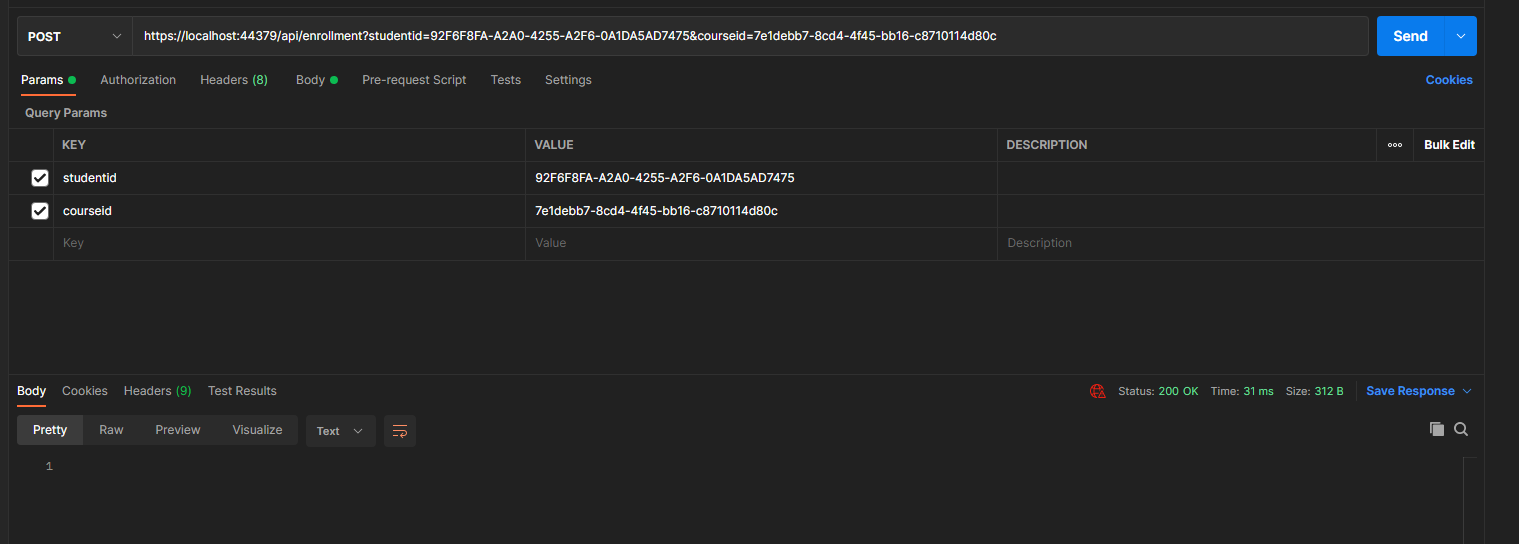 POST https://localhost:44379/api/enrollment?studentid=92F6F8FA-A2A0-4255-A2F6-0A1DA5AD7475&courseid=7e1debb7-8cd4-4f45-bb16-c8710114d80c Send
Params Authorization Headers (8) Body Pre-request Script Tests Settings Cookies
Query Params
KEY VALUE DESCRIPTION Bulk Edit
studentid 92F6F8FA-A2A0-4255-A2F6-0A1DA5AD7475
courseid 7e1debb7-8cd4-4f45-bb16-c8710114d80c
Key Value Description
Body Cookies Headers (9) Test Results Status: 200 OK Time: 31 ms Size: 312 B Save Response
Pretty Raw Preview Visualize Text
1